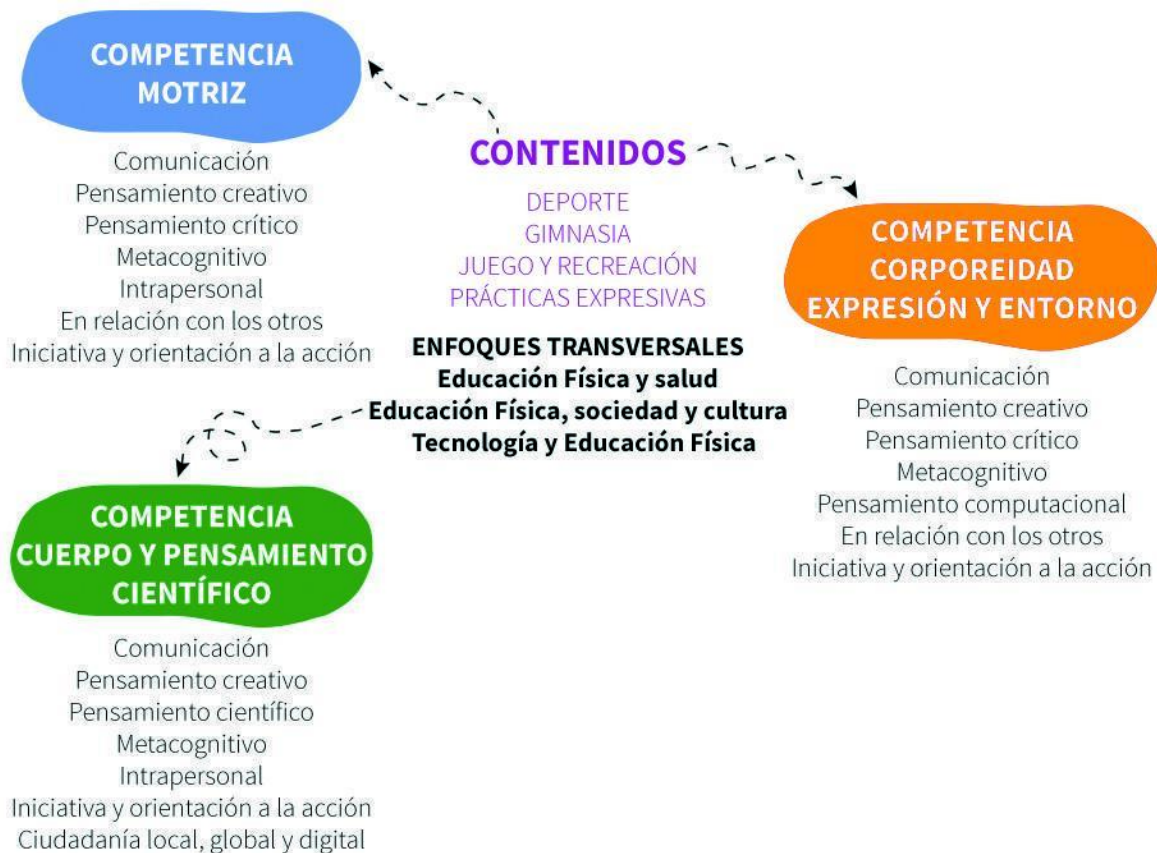 COMPETENCIA
MOTRIZ
Comunicación
Pensamiento creativo
Pensamiento crítico
Metacognitivo
Intrapersonal
En relación con los otros
Iniciativa y orientación a la acción
CONTENIDOS
DEPORTE
GIMNASIA
JUEGO Y RECREACIÓN
PRÁCTICAS EXPRESIVAS
ENFOQUES TRANSVERSALES
Educación Física y salud
Educación Física, sociedad y cultura
Tecnología y Educación Física
COMPETENCIA
CORPOREIDAD
EXPRESIÓN Y ENTORNO
Comunicación
Pensamiento creativo
Pensamiento crítico
Metacognitivo
Pensamiento computacional
En relación con los otros
Iniciativa y orientación a la acción
COMPETENCIA
CUERPO Y PENSAMIENTO
CIENTÍFICO
Comunicación
Pensamiento creativo
Pensamiento científico
Metacognitivo
Intrapersonal
Iniciativa y orientación a la acción
Ciudadanía local, global y digital